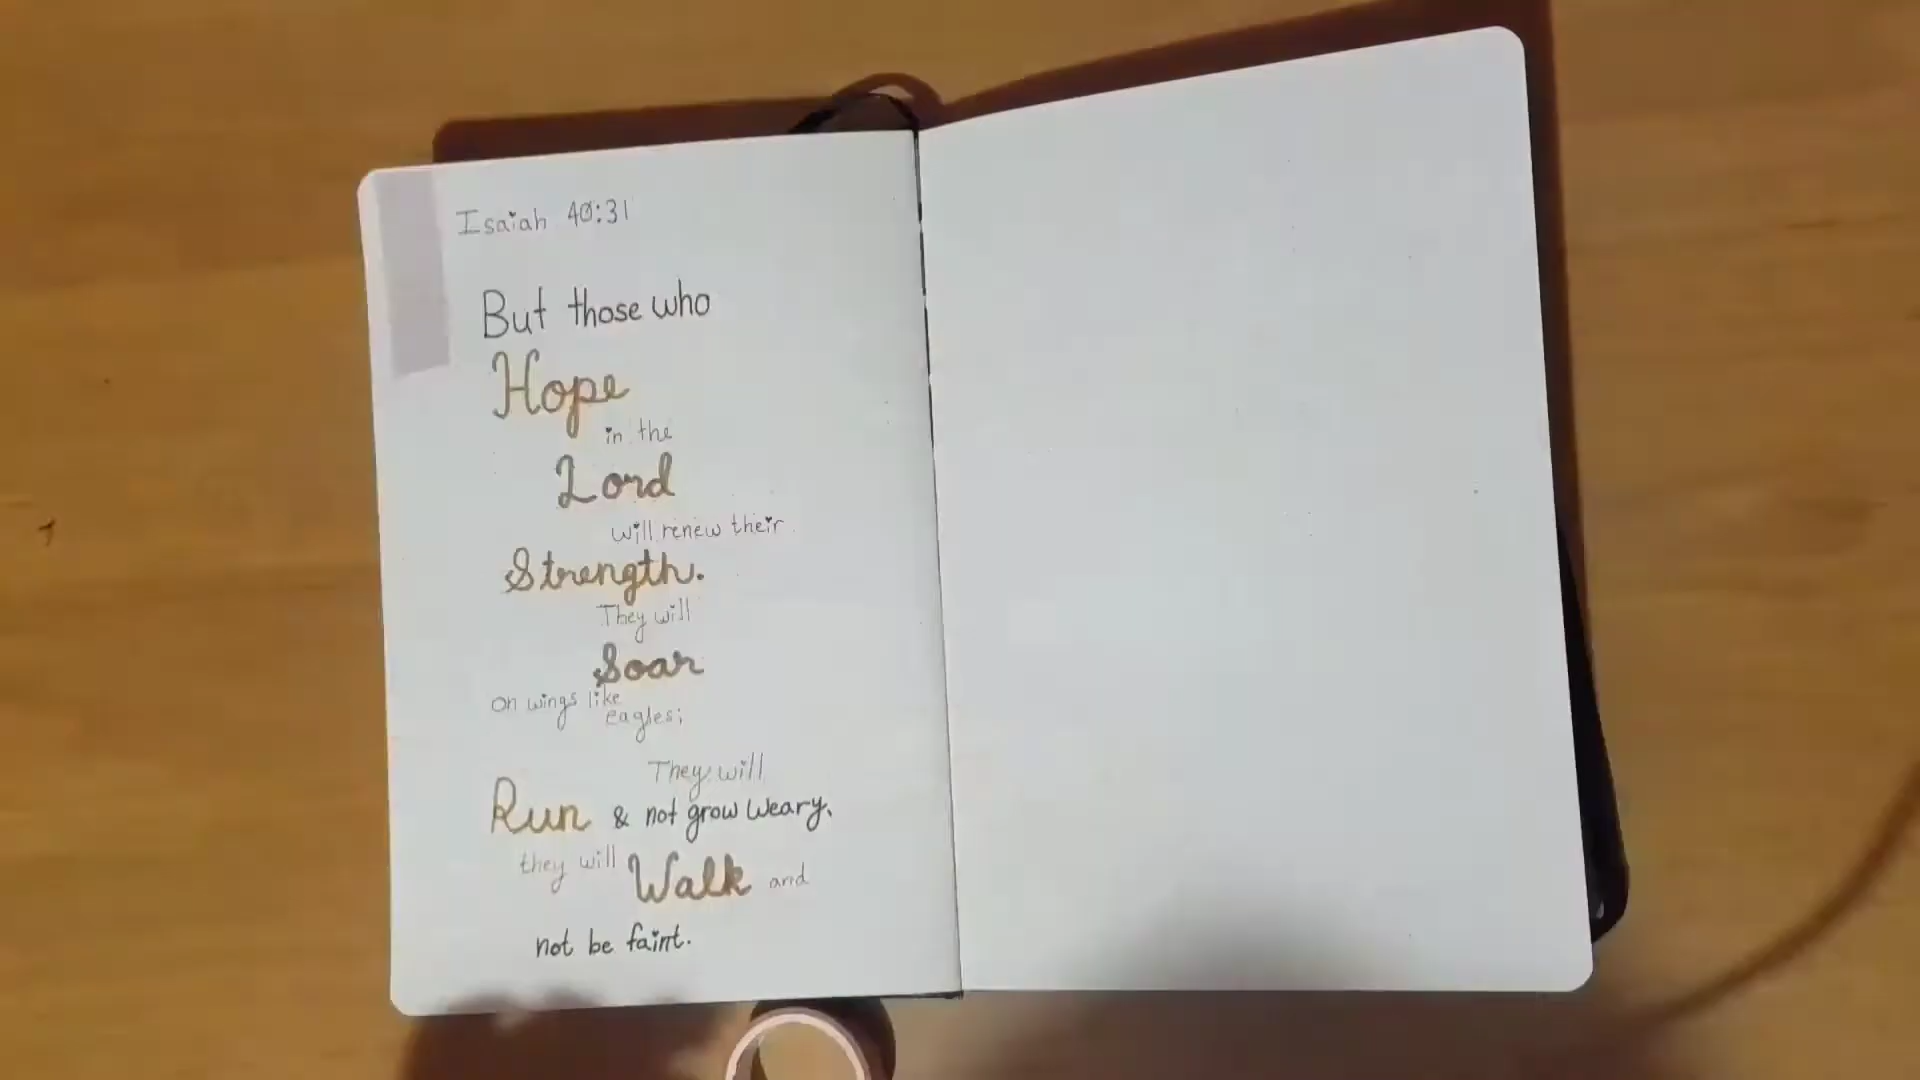 Isaiah 40:31
But those who
Hope
in the
Lord
will renew their
Strength.
They will
Soar
on wings like
eagles;
They will
Run & not grow weary.
they will Walk and
not be faint.